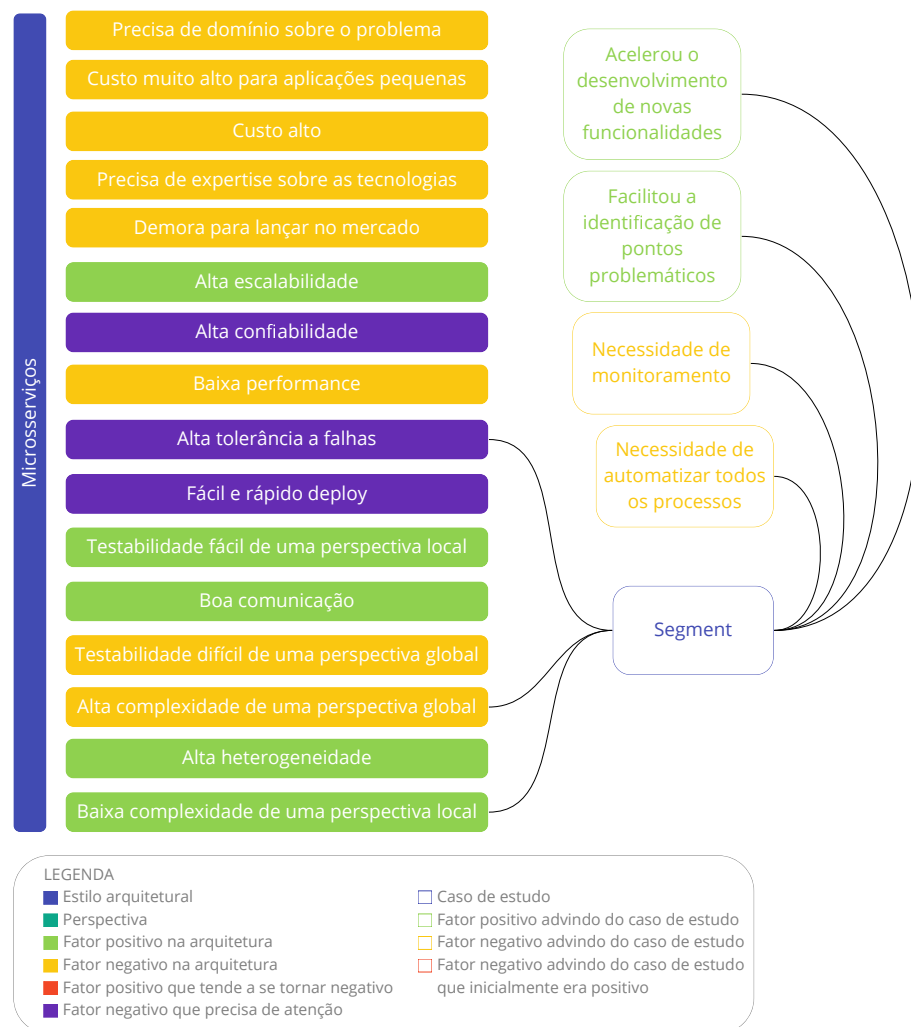 Microsserviços
Precisa de domínio sobre o problema
Custo muito alto para aplicações pequenas
Custo alto
Precisa de expertise sobre as tecnologias
Demora para lançar no mercado
Alta escalabilidade
Alta confiabilidade
Baixa performance
Alta tolerância a falhas
Fácil e rápido deploy
Testabilidade fácil de uma perspectiva local
Boa comunicação
Testabilidade difícil de uma perspectiva global
Alta complexidade de uma perspectiva global
Alta heterogeneidade
Baixa complexidade de uma perspectiva local
Acelerou o
desenvolvimento
de novas
funcionalidades
Facilitou a
identificação de
pontos
problemáticos
Necessidade de
monitoramento
Necessidade de
automatizar todos
os processos
Segment
LEGENDA
Estilo arquitetural
Perspectiva
Fator positivo na arquitetura
Fator negativo na arquitetura
Fator positivo que tende a se tornar negativo
Fator negativo que precisa de atenção
Caso de estudo
Fator positivo advindo do caso de estudo
Fator negativo advindo do caso de estudo
Fator negativo advindo do caso de estudo
que inicialmente era positivo